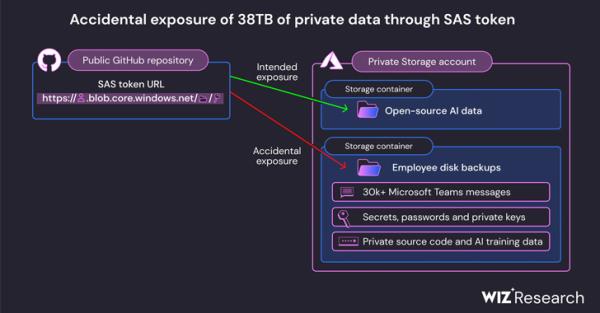 Accidental exposure of 38TB of private data through SAS token
Public GitHub repository
SAS token URL
https://.blob.core.windows.net//
Intended
exposure
Accidental
exposure
Private Storage account
Storage container
Open-source AI data
Storage container
Employee disk backups
30k+ Microsoft Teams messages
Secrets, passwords and private keys
Private source code and AI training data
WIZ Research